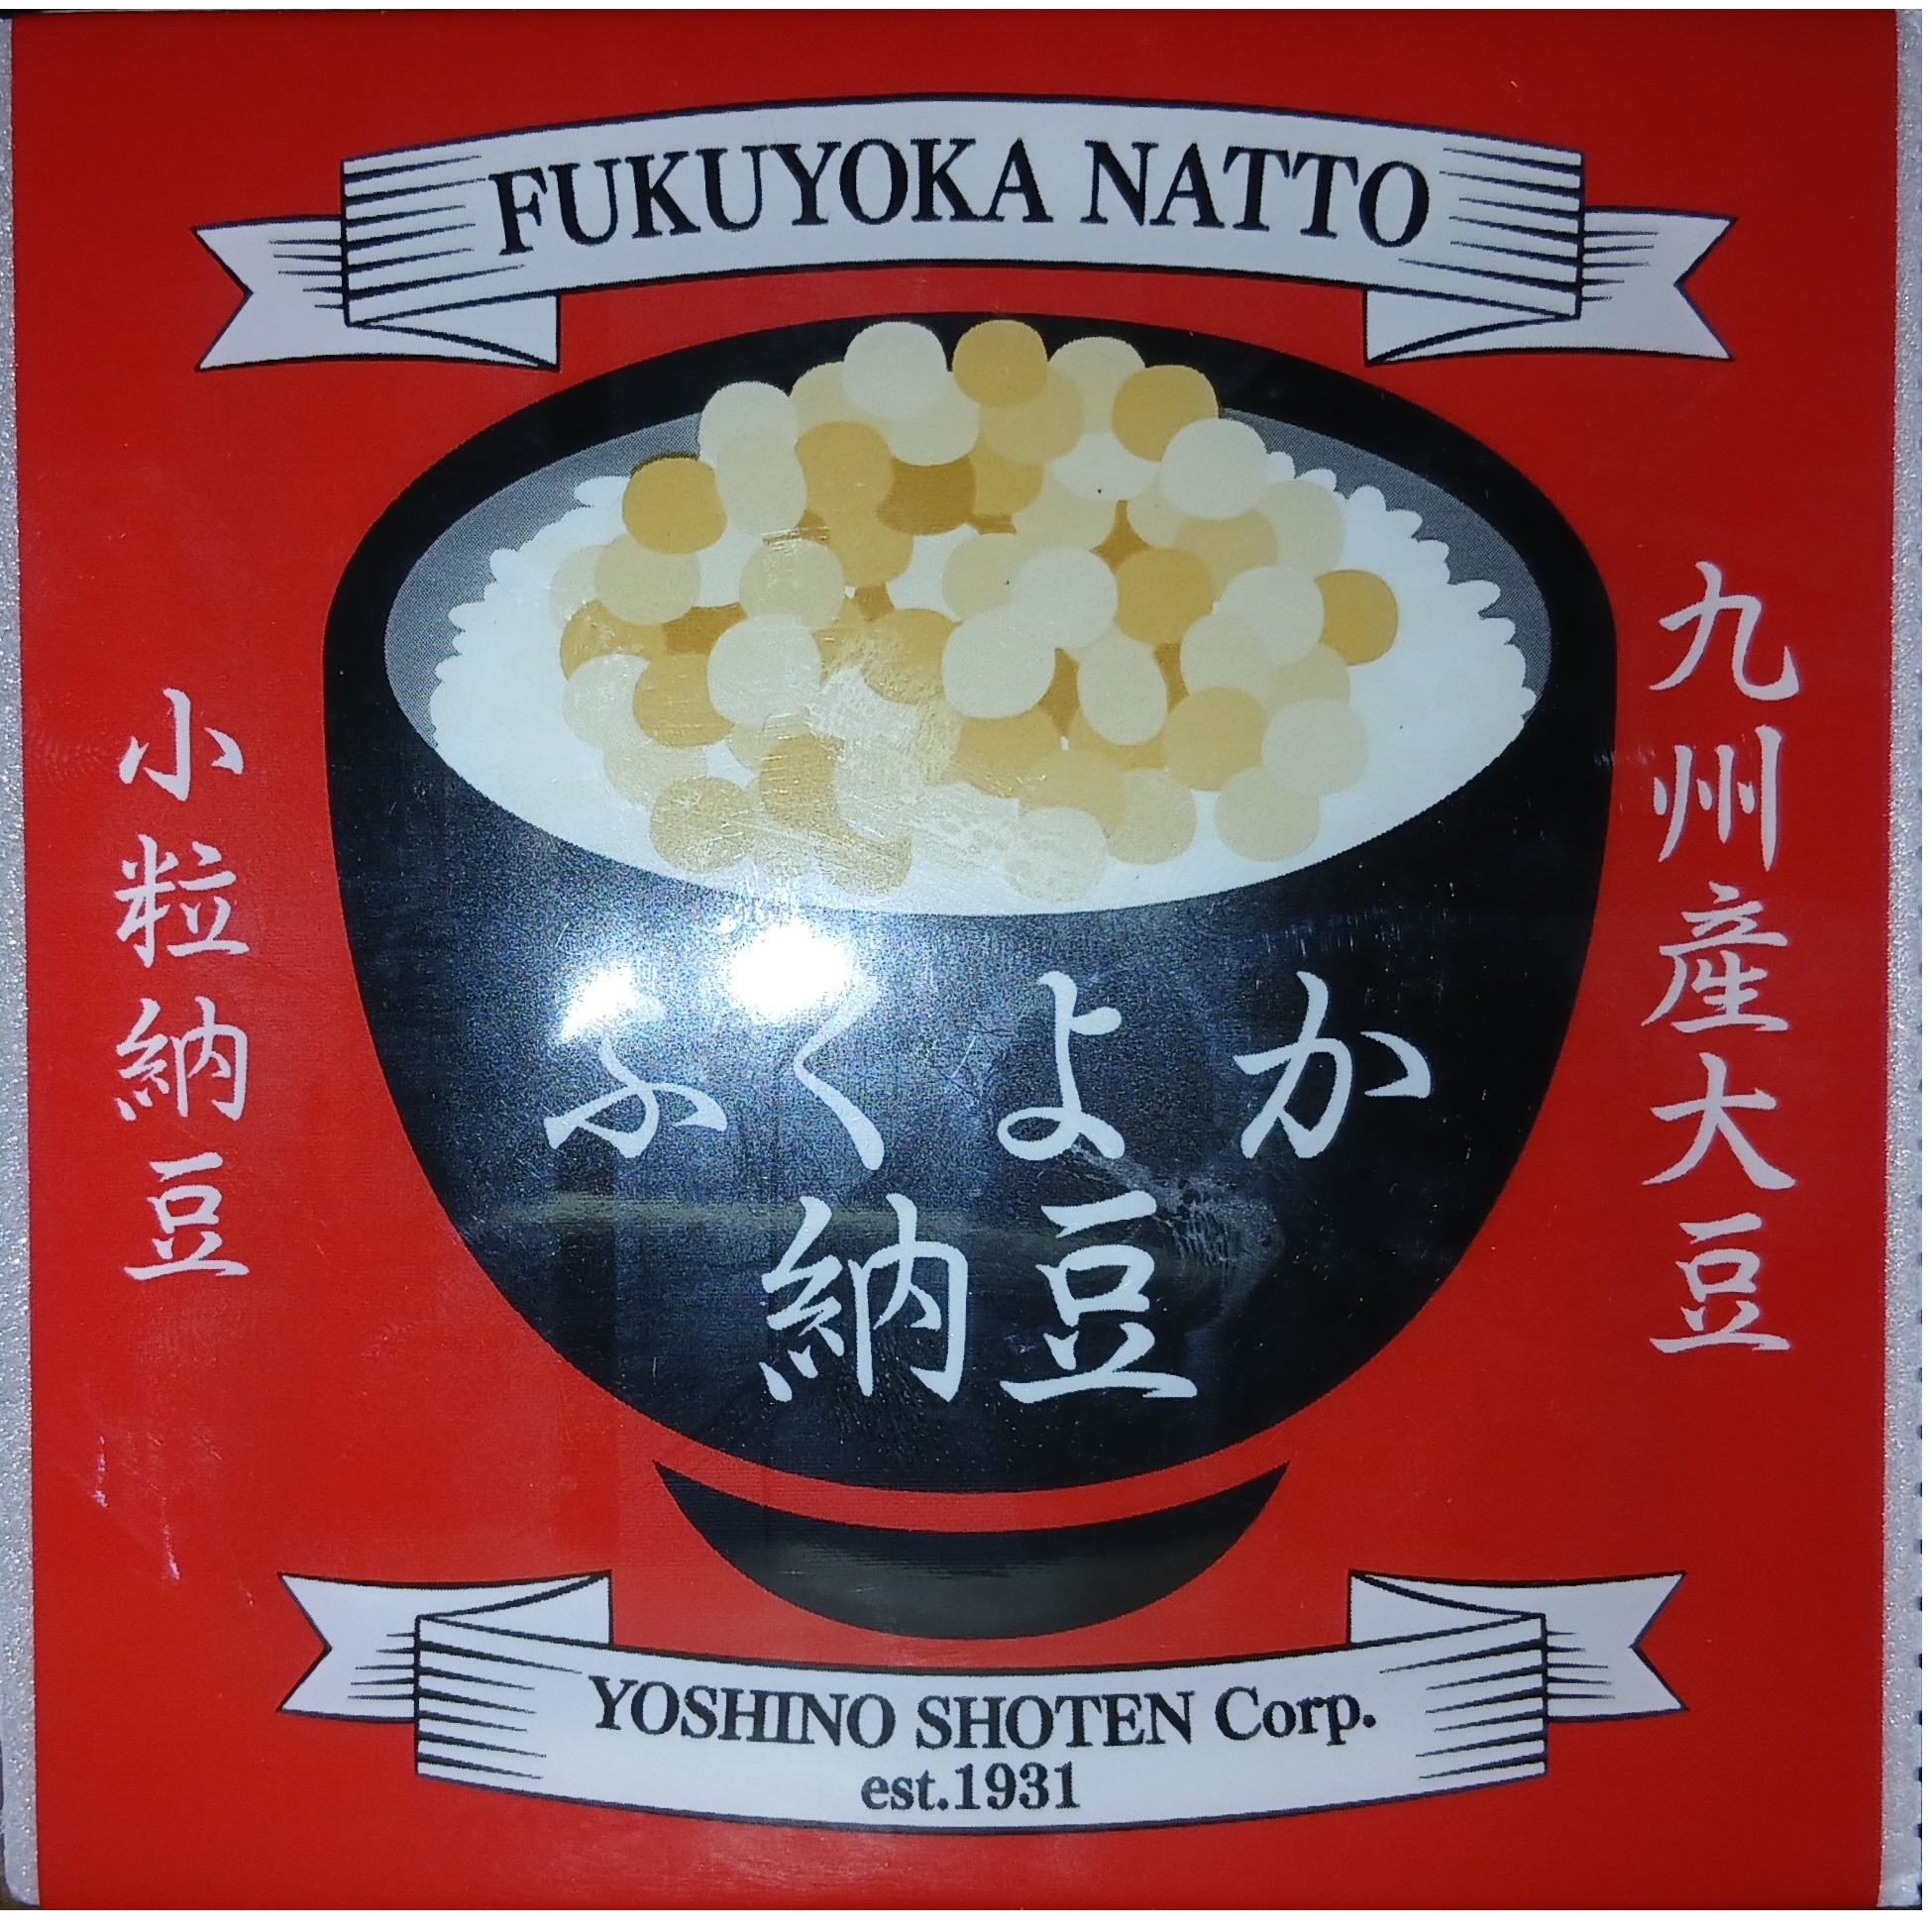 FUKUYOKA NATTO
九州産大豆
小粒納豆
ふくよか
納豆
YOSHINO SHOTEN Corp.
est.1931